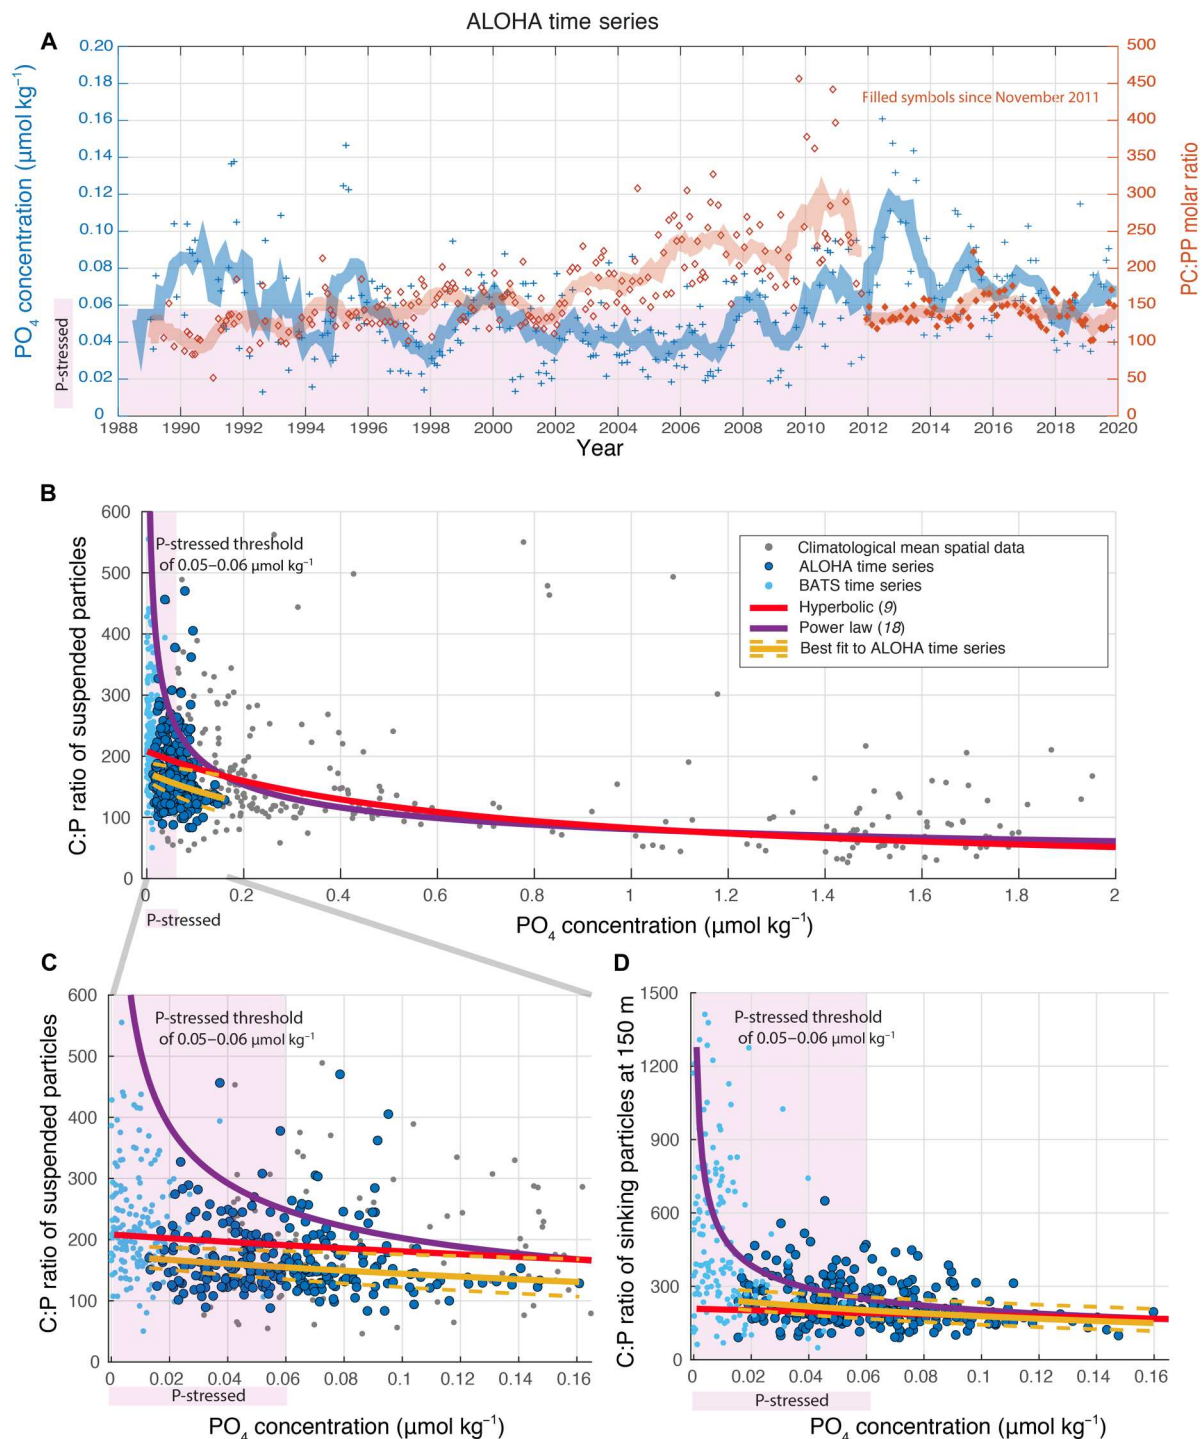 ALOHA time series
A
PO4 concentration (μmol kg−1)
0.20
0.18
0.16
0.14
0.12
0.10
0.08
0.06
0.04
0.02
0
P-stressed
Filled symbols since November 2011
500
450
400
350
300
250
200
150
100
50
0
PC:PP molar ratio
1988 1990 1992 1994 1996 1998 2000 2002 2004 2006 2008 2010 2012 2014 2016 2018 2020
Year
B
C:P ratio of suspended particles
600
500
400
300
200
100
0
P-stressed threshold
of 0.05–0.06 μmol kg−1
Climatological mean spatial data
ALOHA time series
BATS time series
Hyperbolic (9)
Power law (18)
Best fit to ALOHA time series
0 0.2 0.4 0.6 0.8 1 1.2 1.4 1.6 1.8 2
P-stressed
PO4 concentration (μmol kg−1)
C
C:P ratio of suspended particles
600
500
400
300
200
100
0
P-stressed threshold
of 0.05–0.06 μmol kg−1
0 0.02 0.04 0.06 0.08 0.1 0.12 0.14 0.16
P-stressed
PO4 concentration (μmol kg−1)
D
C:P ratio of sinking particles at 150 m
1500
1200
900
600
300
0
P-stressed threshold
of 0.05–0.06 μmol kg−1
0 0.02 0.04 0.06 0.08 0.1 0.12 0.14 0.16
P-stressed
PO4 concentration (μmol kg−1)